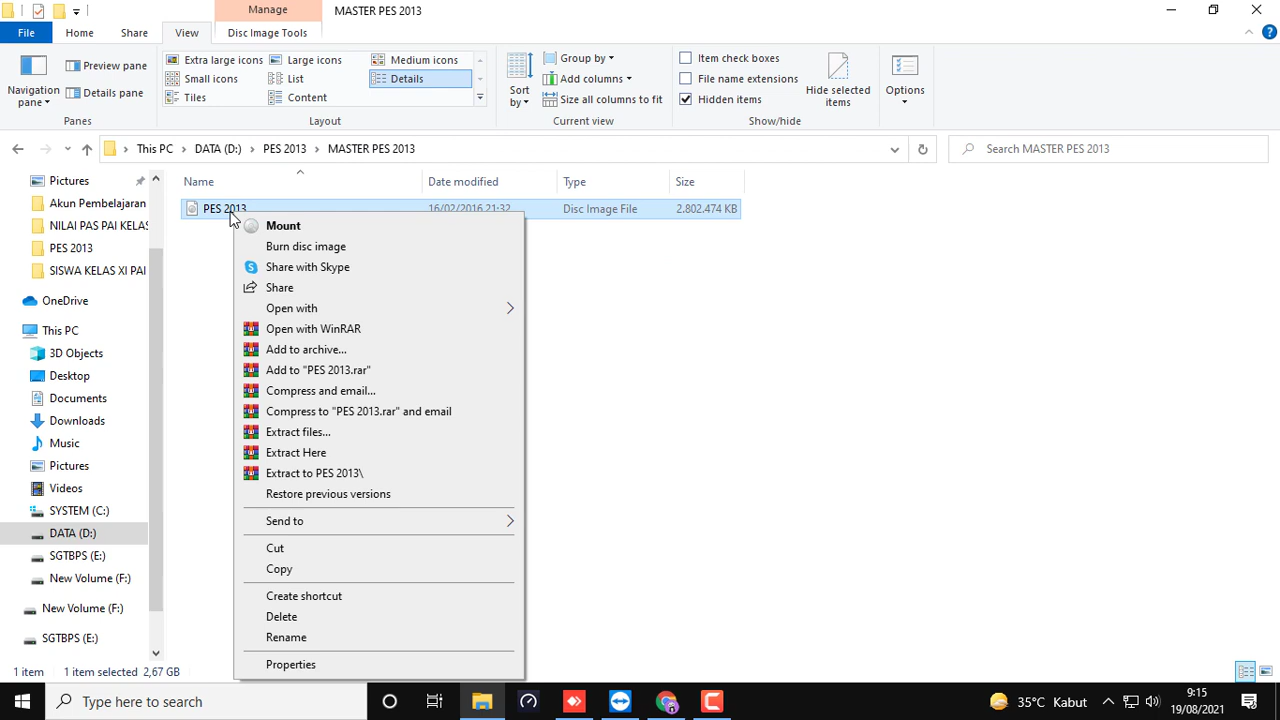 Manage
MASTER PES 2013
File
Home
Share
View
Disc Image Tools
Navigation pane
Preview pane
Details pane
Panes
Extra large icons
Large icons
Medium icons
Small icons
List
Details
Tiles
Content
Layout
Sort by
Group by
Add columns
Size all columns to fit
Current view
Item check boxes
File name extensions
Hidden items
Hide selected items
Show/hide
Options
This PC
DATA (D:)
PES 2013
MASTER PES 2013
Search MASTER PES 2013
Pictures
Akun Pembelajaran
NILAI PAS PAI KELAS
PES 2013
SISWA KELAS XI PAI
OneDrive
This PC
3D Objects
Desktop
Documents
Downloads
Music
Pictures
Videos
SYSTEM (C:)
DATA (D:)
SGTBPS (E:)
New Volume (F:)
New Volume (F:)
SGTBPS (E:)
Name
Date modified
Type
Size
PES 2013
16/02/2016 21:32
Disc Image File
2.802.474 KB
Mount
Burn disc image
Share with Skype
Share
Open with
Open with WinRAR
Add to archive...
Add to "PES 2013.rar"
Compress and email...
Compress to "PES 2013.rar" and email
Extract files...
Extract Here
Extract to PES 2013\
Restore previous versions
Send to
Cut
Copy
Create shortcut
Delete
Rename
Properties
1 item
1 item selected
2,67 GB
Type here to search
35°C Kabut
9:15
19/08/2021